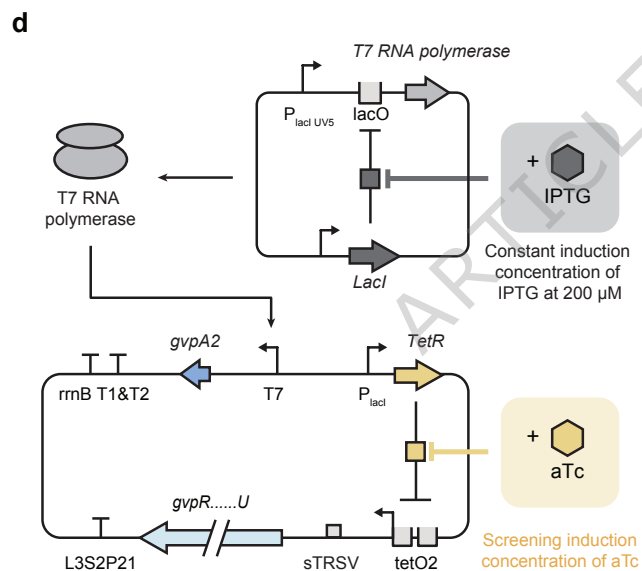 d
T7 RNA polymerase
P lacI UV5
lacO
+
IPTG
T7 RNA
polymerase
LacI
Constant induction
concentration of
IPTG at 200 µM
ARTICLE
gvpA2
TetR
rrnB T1&T2
T7
P lacI
+
aTc
gvpR......U
L3S2P21
sTRSV
tetO2
Screening induction
concentration of aTc